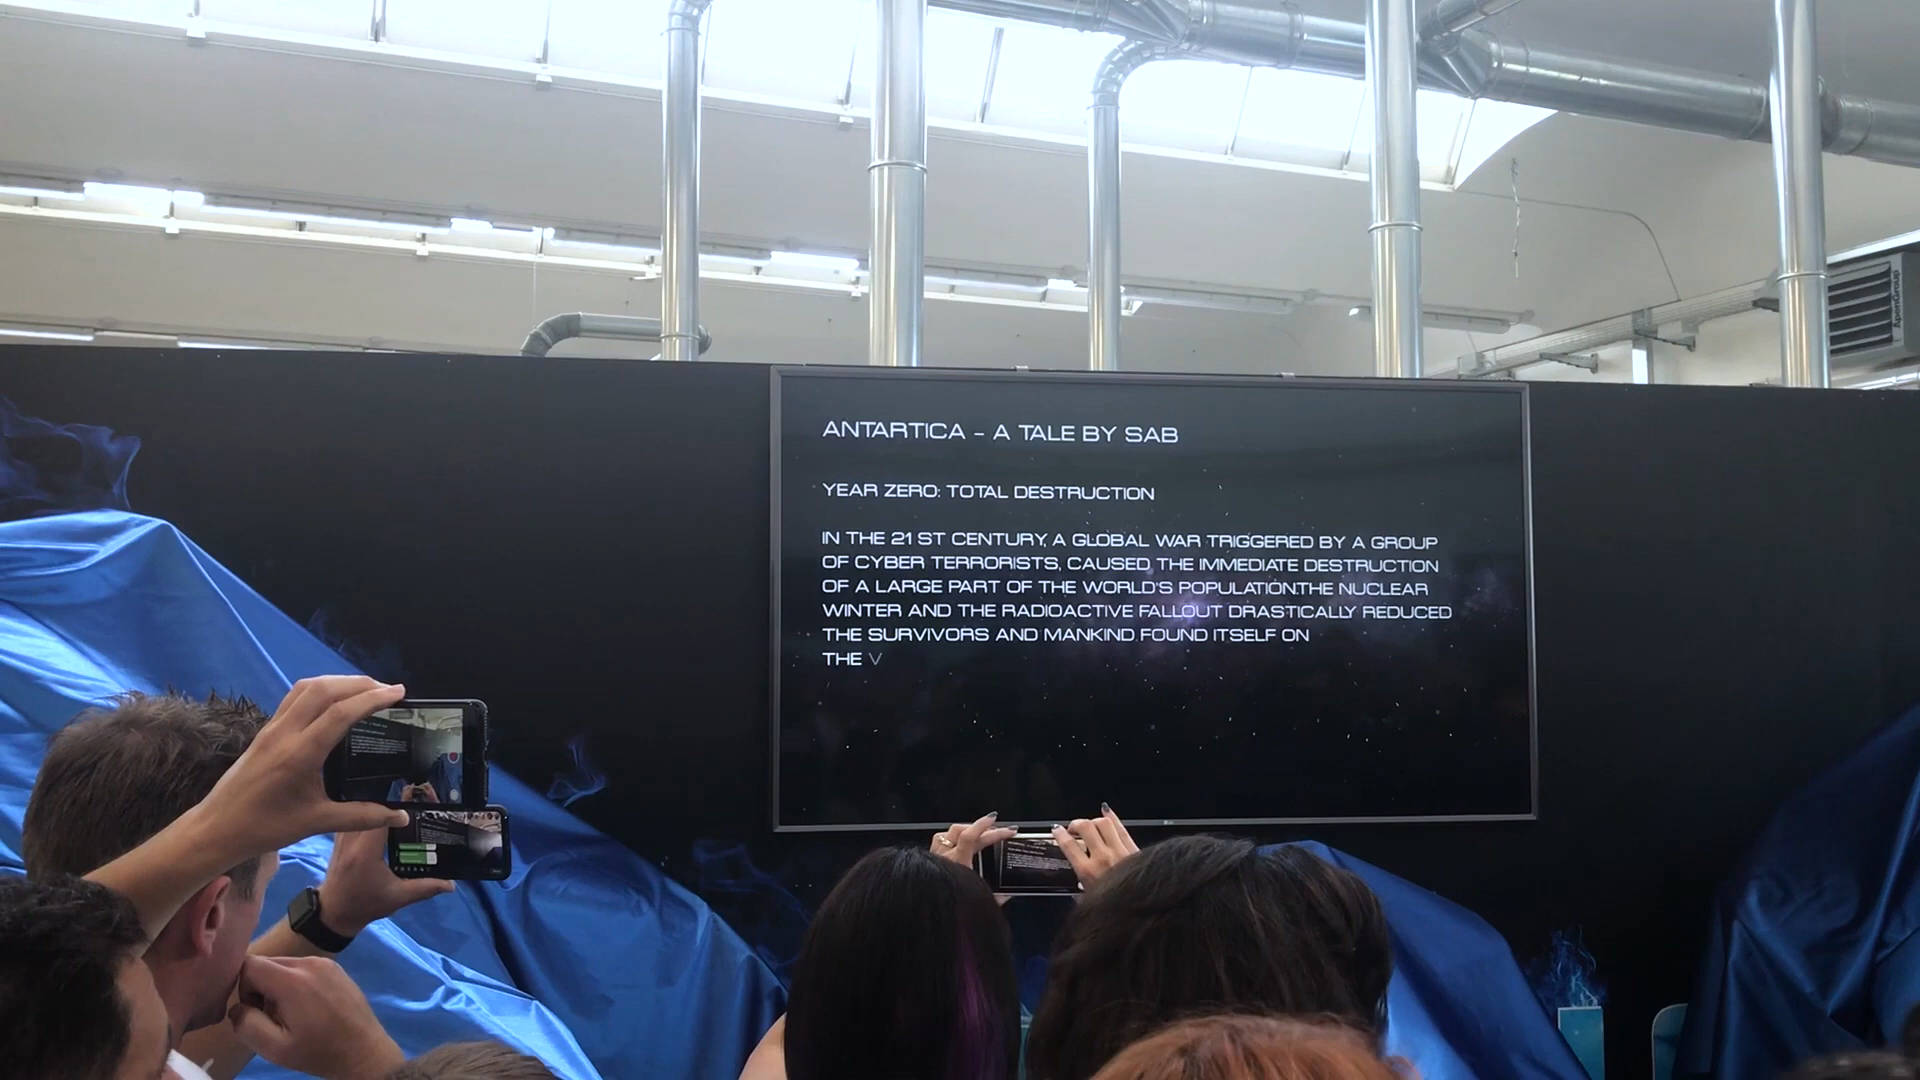 ANTARTICA - A TALE BY SAB
YEAR ZERO: TOTAL DESTRUCTION
IN THE 21 ST CENTURY, A GLOBAL WAR TRIGGERED BY A GROUP
OF CYBER TERRORISTS, CAUSED THE IMMEDIATE DESTRUCTION
OF A LARGE PART OF THE WORLD'S POPULATION.THE NUCLEAR
WINTER AND THE RADIOACTIVE FALLOUT DRASTICALLY REDUCED
THE SURVIVORS AND MANKIND FOUND ITSELF ON
THE V
ApenGroup